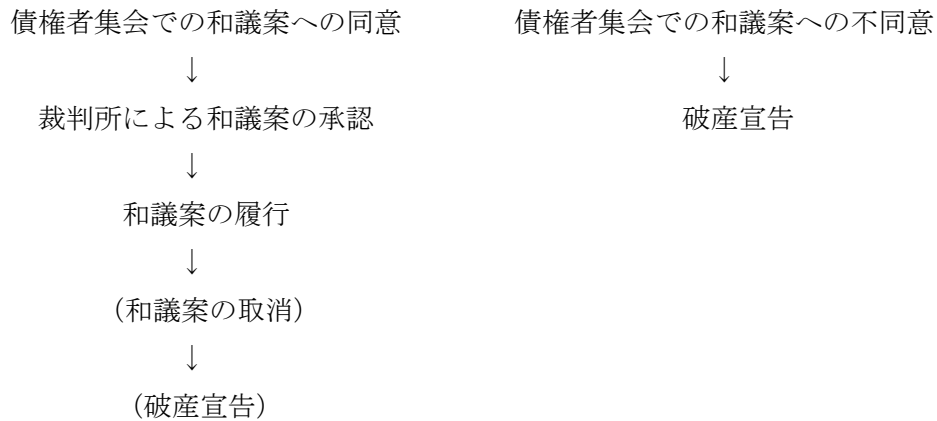 債権者集会での和議案への同意 債権者集会での和議案への不同意
↓ ↓
裁判所による和議案の承認 破産宣告
↓
和議案の履行
↓
（和議案の取消）
↓
（破産宣告）